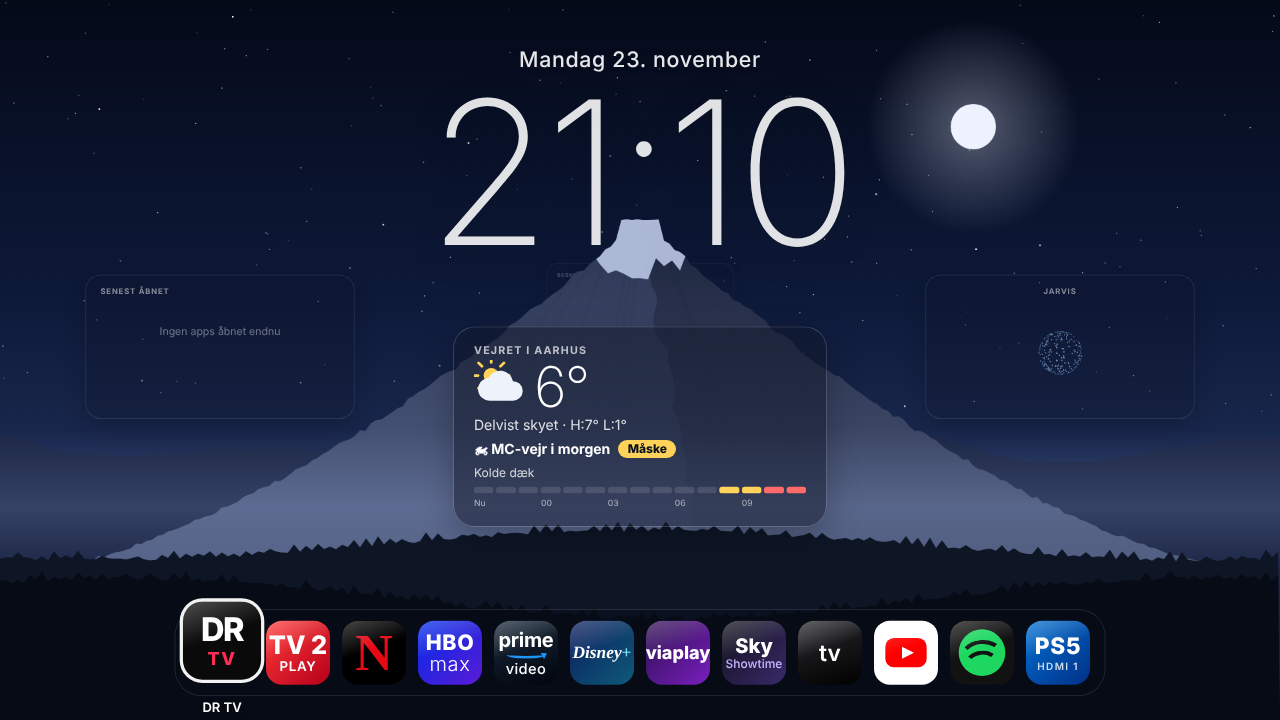 Mandag 23. november
21:10
SENEST ÅBNET
Ingen apps åbnet endnu
JARVIS
VEJRET I AARHUS
6°
Delvist skyet · H:7° L:1°
MC-vejr i morgen Måske
Kolde dæk
Nu 00 03 06 09
DR
TV
TV 2
PLAY
N
HBO
max
prime
video
Disney+
viaplay
Sky
Showtime
tv
PS5
HDMI 1
DR TV